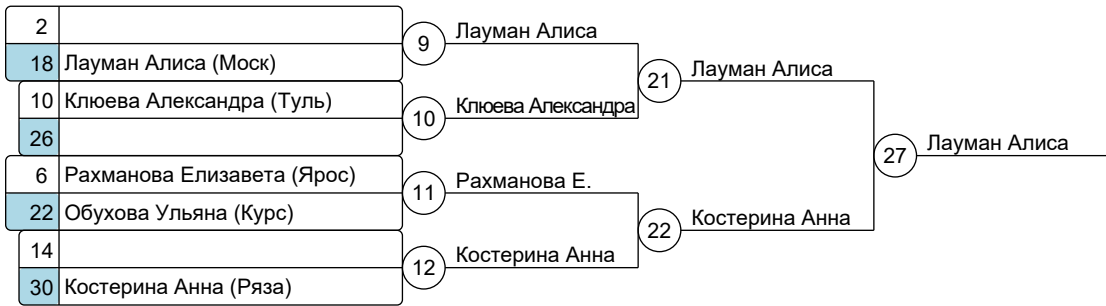 2
18 Лауман Алиса (Моск)
10 Клюева Александра (Туль)
26
6 Рахманова Елизавета (Ярос)
22 Обухова Ульяна (Курс)
14
30 Костерина Анна (Ряза)
9 Лауман Алиса
10 Клюева Александра
11 Рахманова Е.
12 Костерина Анна
21 Лауман Алиса
22 Костерина Анна
27 Лауман Алиса